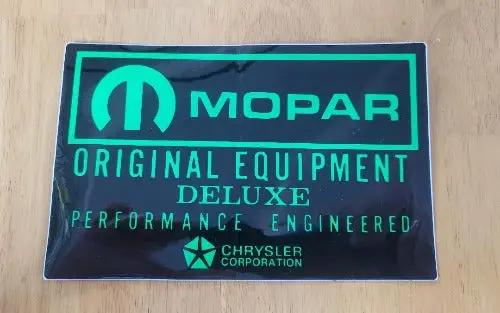 MOPAR
ORIGINAL EQUIPMENT
DELUXE
PERFORMANCE ENGINEERED
CHRYSLER
CORPORATION